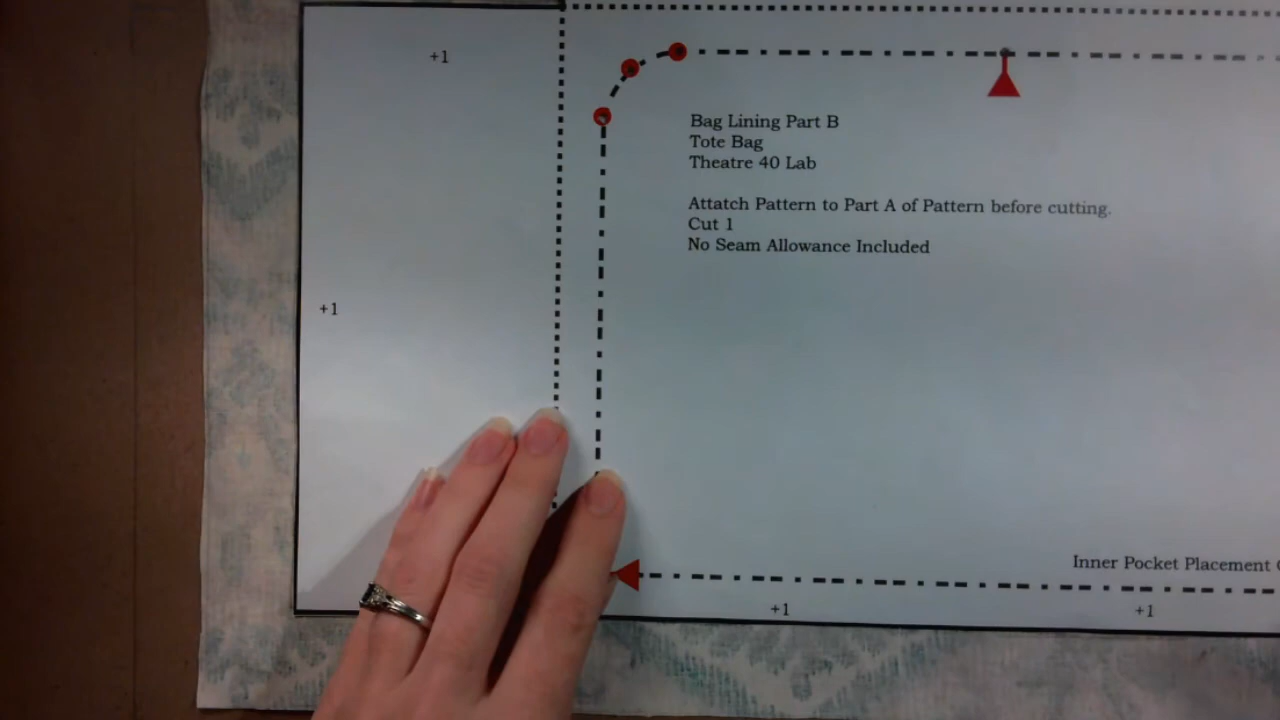 +1
Bag Lining Part B
Tote Bag
Theatre 40 Lab
Attatch Pattern to Part A of Pattern before cutting.
Cut 1
No Seam Allowance Included
+1
Inner Pocket Placement
+1
+1